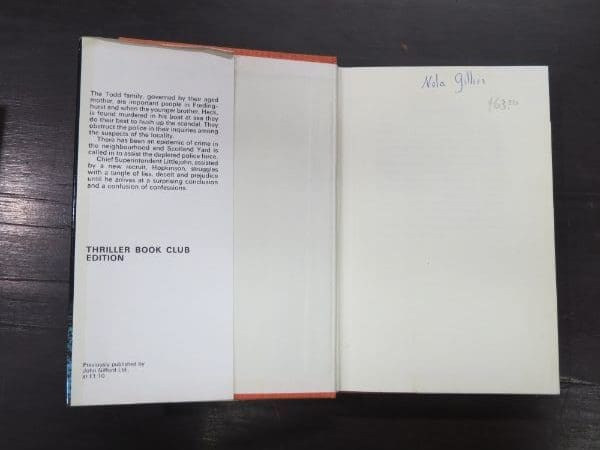 The Todd family, governed by their aged
mother, are important people in Fording-
hurst and when the younger brother, Heck,
is found murdered in his boat at sea they
do their best to hush up the scandal. They
obstruct the police in their inquiries among
the suspects of the locality.
There has been an epidemic of crime in
the neighbourhood and Scotland Yard is
called in to assist the depleted police force.
Chief Superintendent Littlejohn, assisted
by a new recruit, Hopkinson, struggles
with a tangle of lies, deceit and prejudice
until he arrives at a surprising conclusion
and a confusion of confessions.
THRILLER BOOK CLUB
EDITION
Previously published by
John Gifford Ltd.
at £1.10
Nola